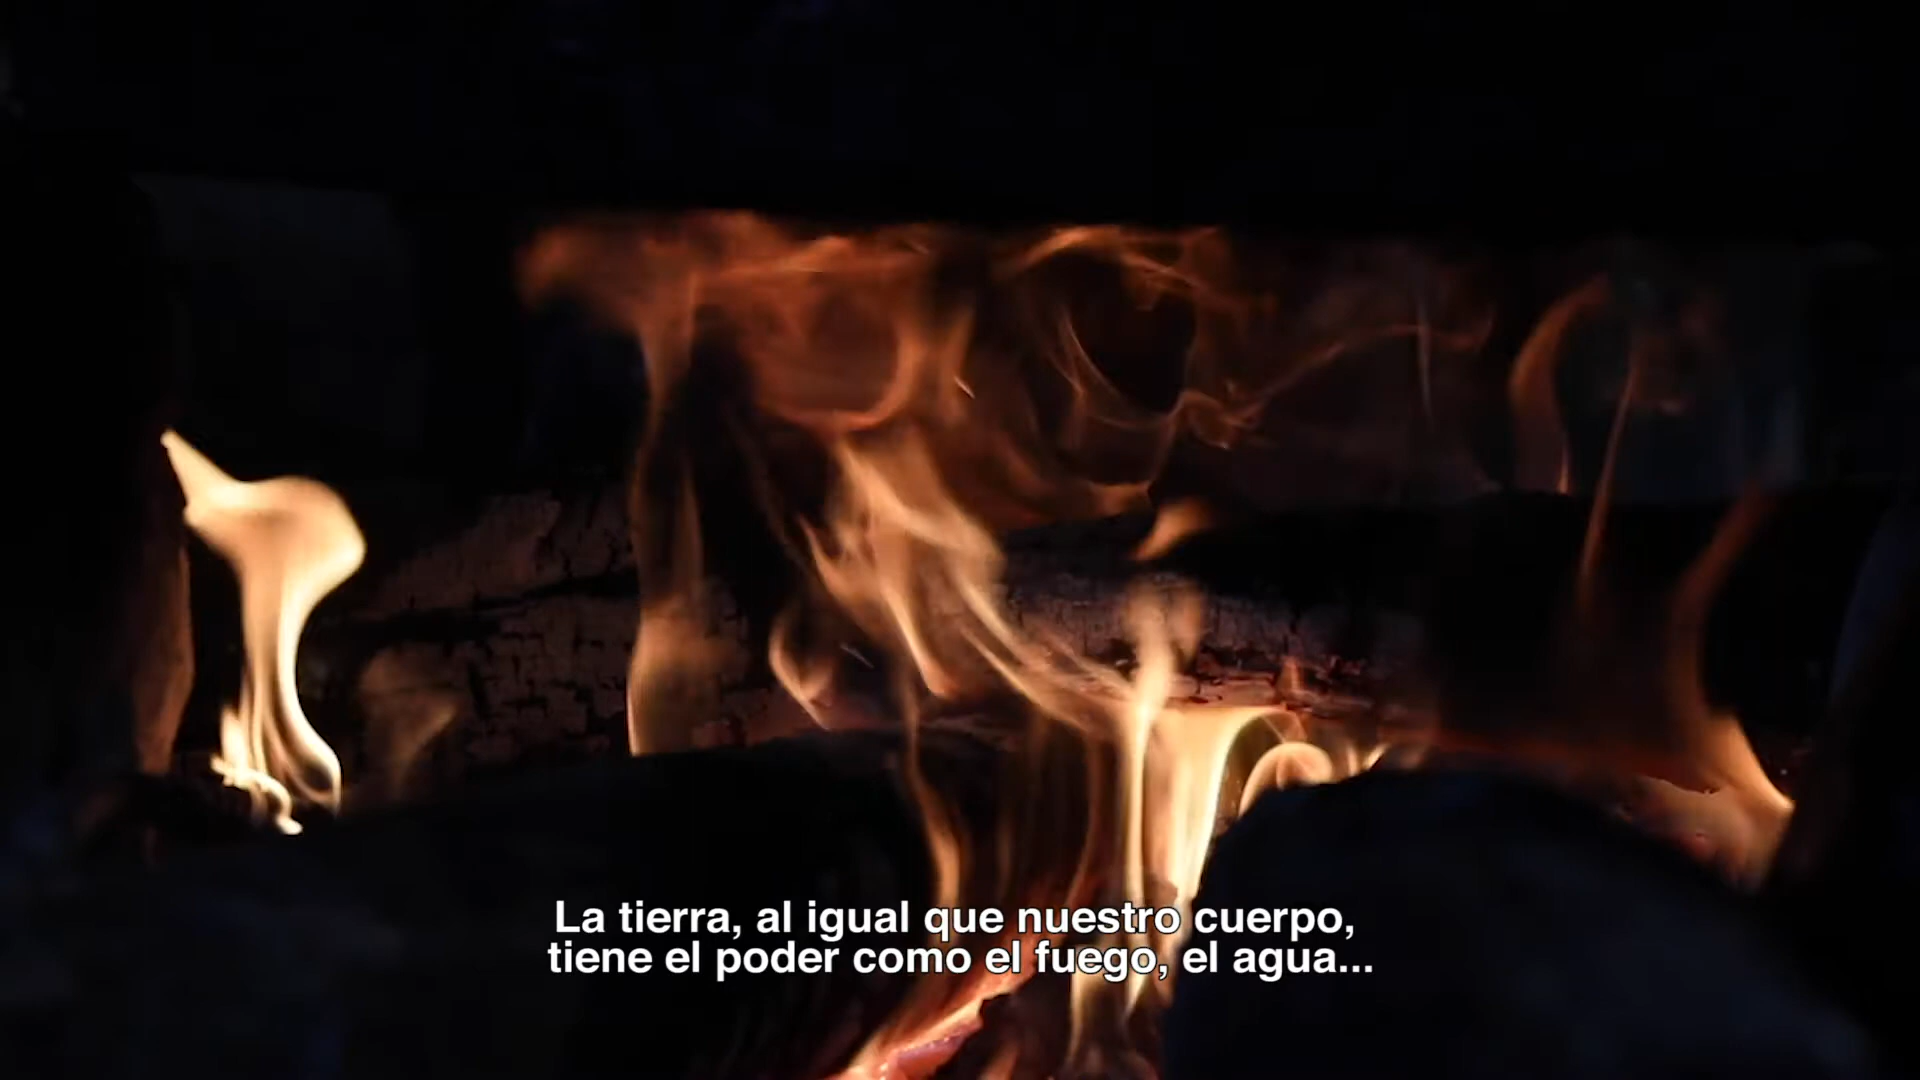 La tierra, al igual que nuestro cuerpo,
tiene el poder como el fuego, el agua...